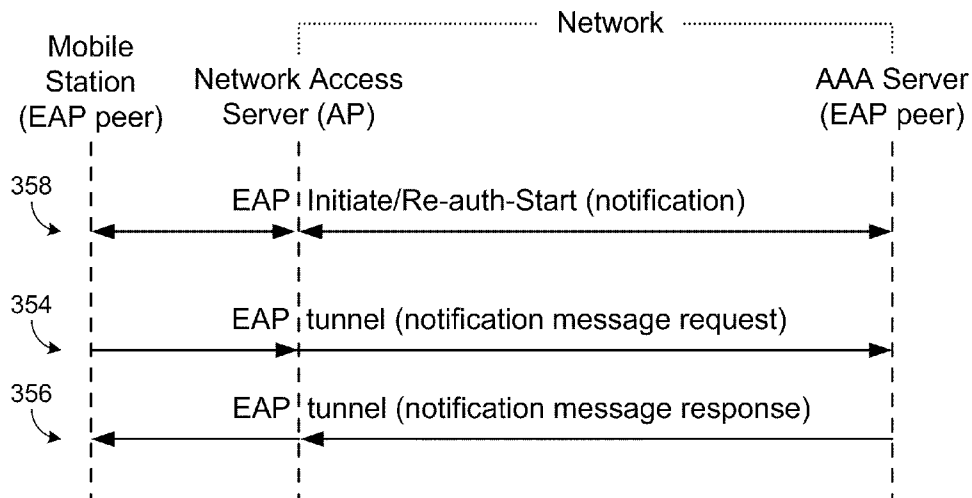 Network
Mobile
Station
(EAP peer)
Network Access
Server (AP)
AAA Server
(EAP peer)
358
EAP Initiate/Re-auth-Start (notification)
354
EAP tunnel (notification message request)
356
EAP tunnel (notification message response)